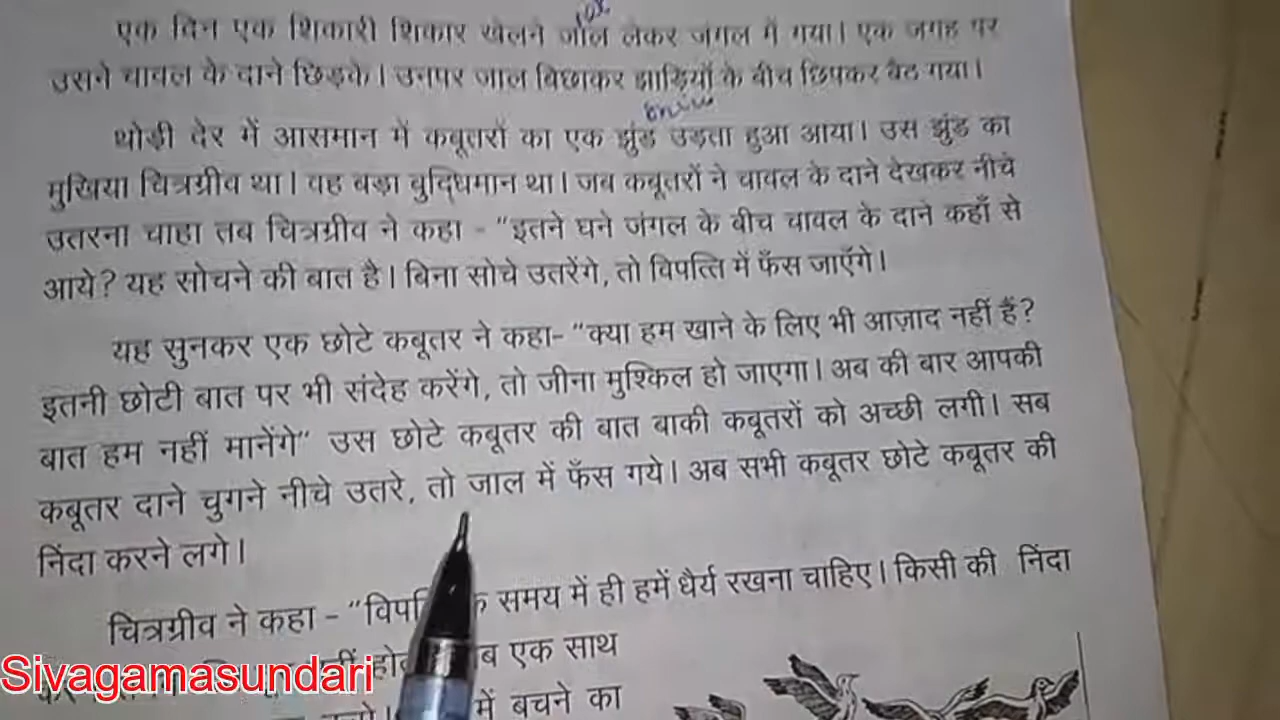 एक दिन एक शिकारी शिकार खेलने जाल लेकर जंगल में गया। एक जगह पर
उसने चावल के दाने छिड़के। उनपर जाल बिछाकर झाड़ियों के बीच छिपकर बैठ गया।
थोड़ी देर में आसमान में कबूतरों का एक झुंड उड़ता हुआ आया। उस झुंड का
मुखिया चित्रग्रीव था। वह बड़ा बुद्धिमान था। जब कबूतरों ने चावल के दाने देखकर नीचे
उतरना चाहा तब चित्रग्रीव ने कहा - "इतने घने जंगल के बीच चावल के दाने कहाँ से
आये? यह सोचने की बात है। बिना सोचे उतरेंगे, तो विपत्ति में फँस जाएँगे।
यह सुनकर एक छोटे कबूतर ने कहा- "क्या हम खाने के लिए भी आज़ाद नहीं हैं?
इतनी छोटी बात पर भी संदेह करेंगे, तो जीना मुश्किल हो जाएगा। अब की बार आपकी
बात हम नहीं मानेंगे" उस छोटे कबूतर की बात बाकी कबूतरों को अच्छी लगी। सब
कबूतर दाने चुगने नीचे उतरे, तो जाल में फँस गये। अब सभी कबूतर छोटे कबूतर की
निंदा करने लगे।
चित्रग्रीव ने कहा - "विपत्ति के समय में ही हमें धैर्य रखना चाहिए। किसी की निंदा
एक साथ
में बचने का
Sivagamasundari